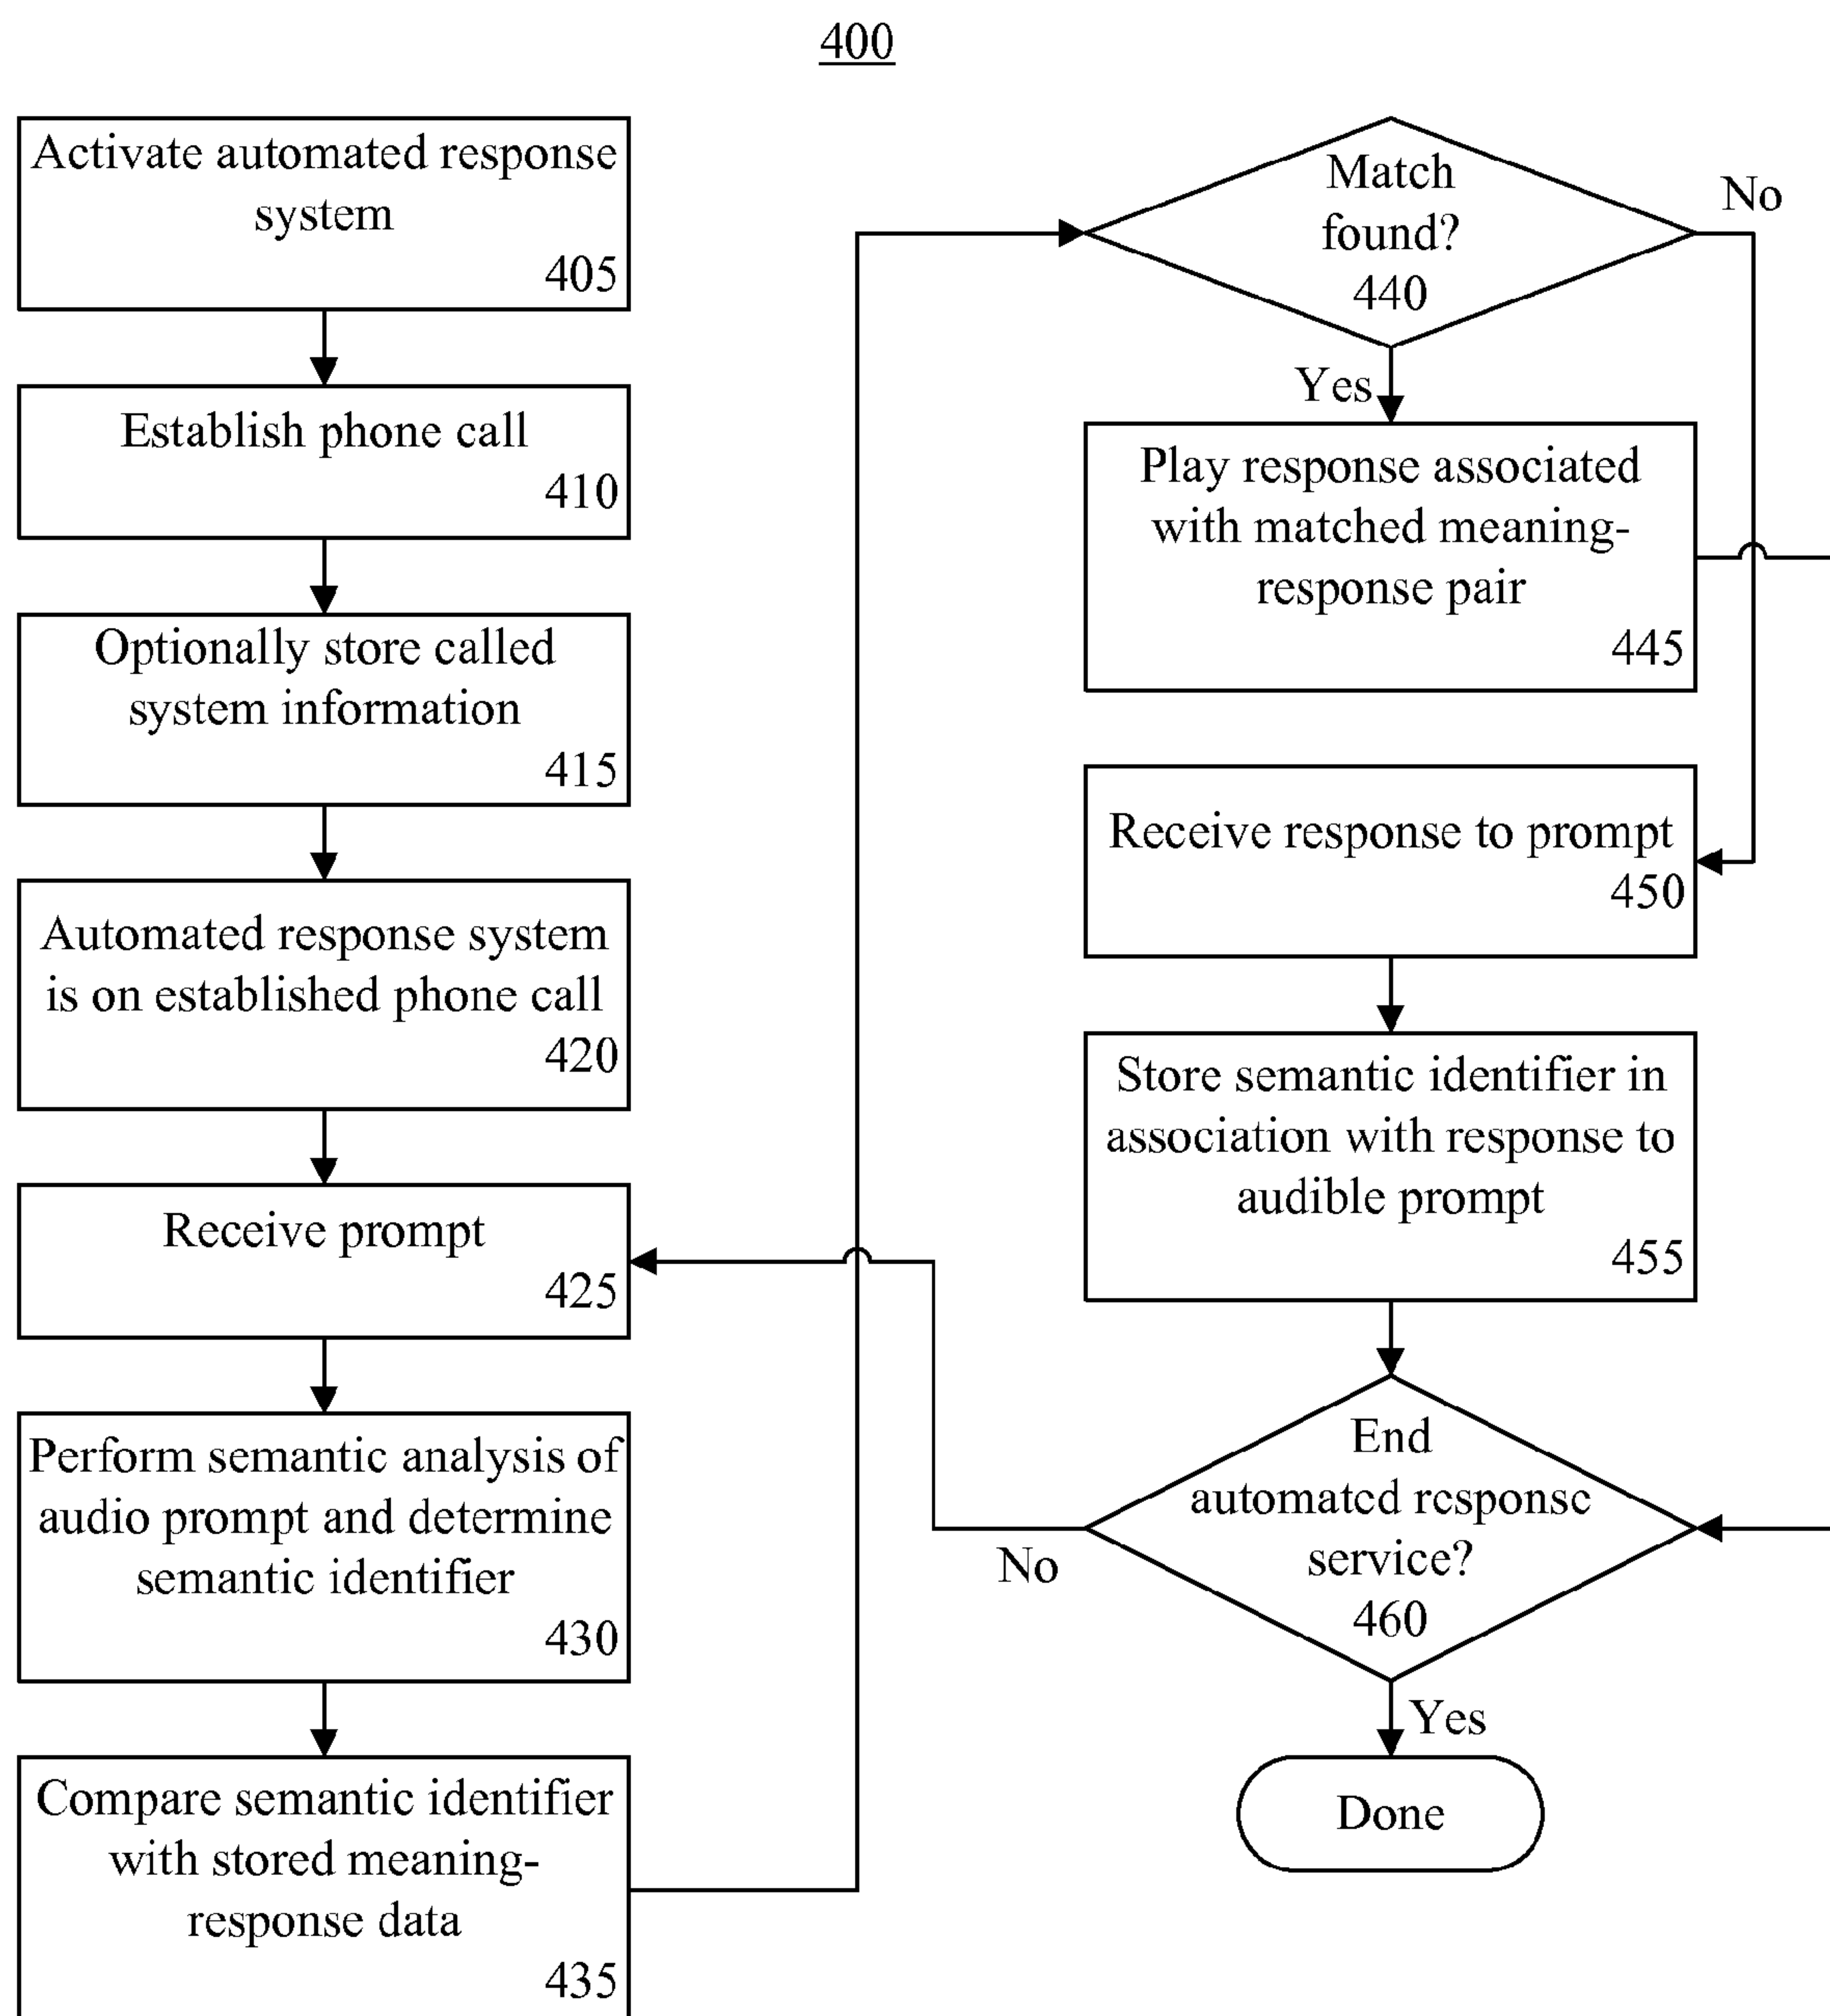 400
Activate automated response
system
405
Establish phone call
410
Optionally store called
system information
415
Automated response system
is on established phone call
420
Receive prompt
425
Perform semantic analysis of
audio prompt and determine
semantic identifier
430
Compare semantic identifier
with stored meaning-
response data
435
Match
found?
440
No
Yes
Play response associated
with matched meaning-
response pair
445
Receive response to prompt
450
Store semantic identifier in
association with response to
audible prompt
455
End
automated response
service?
460
No
Yes
Done